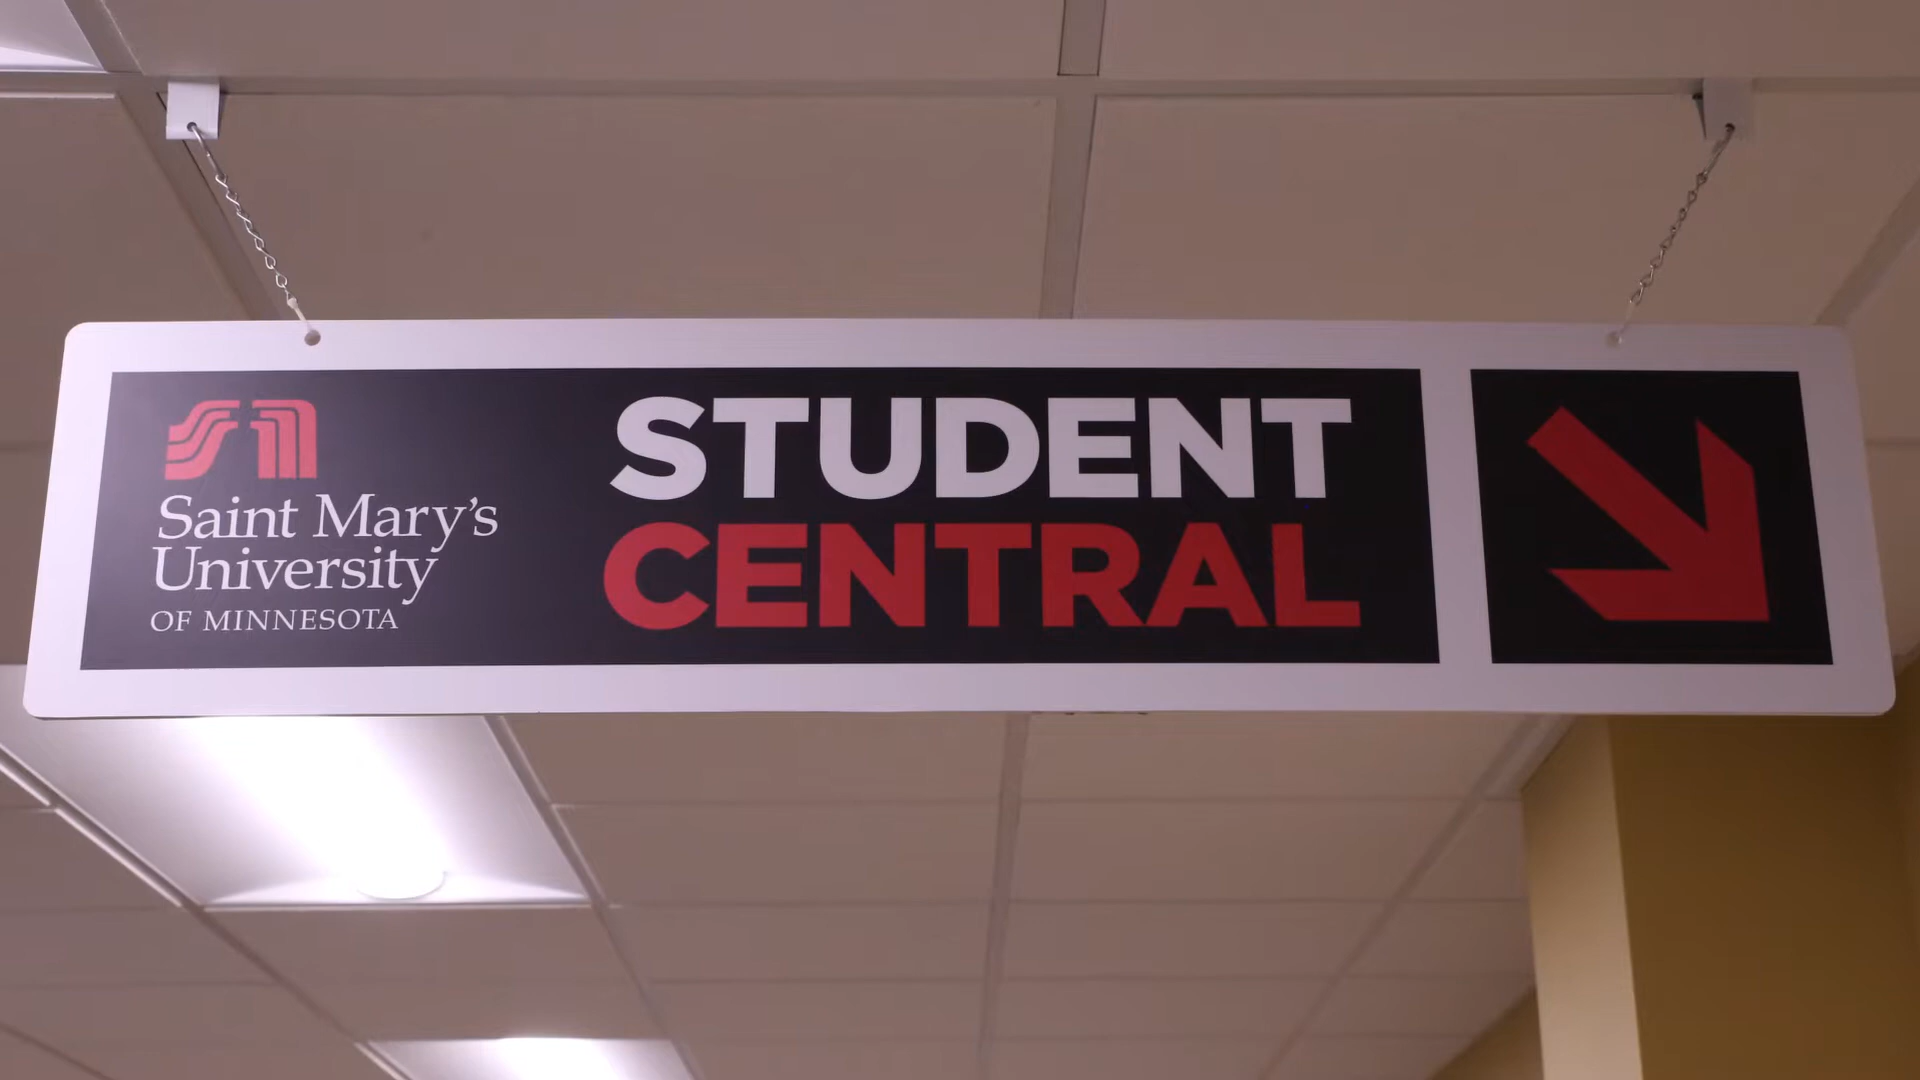 Saint Mary's
University
OF MINNESOTA
STUDENT
CENTRAL